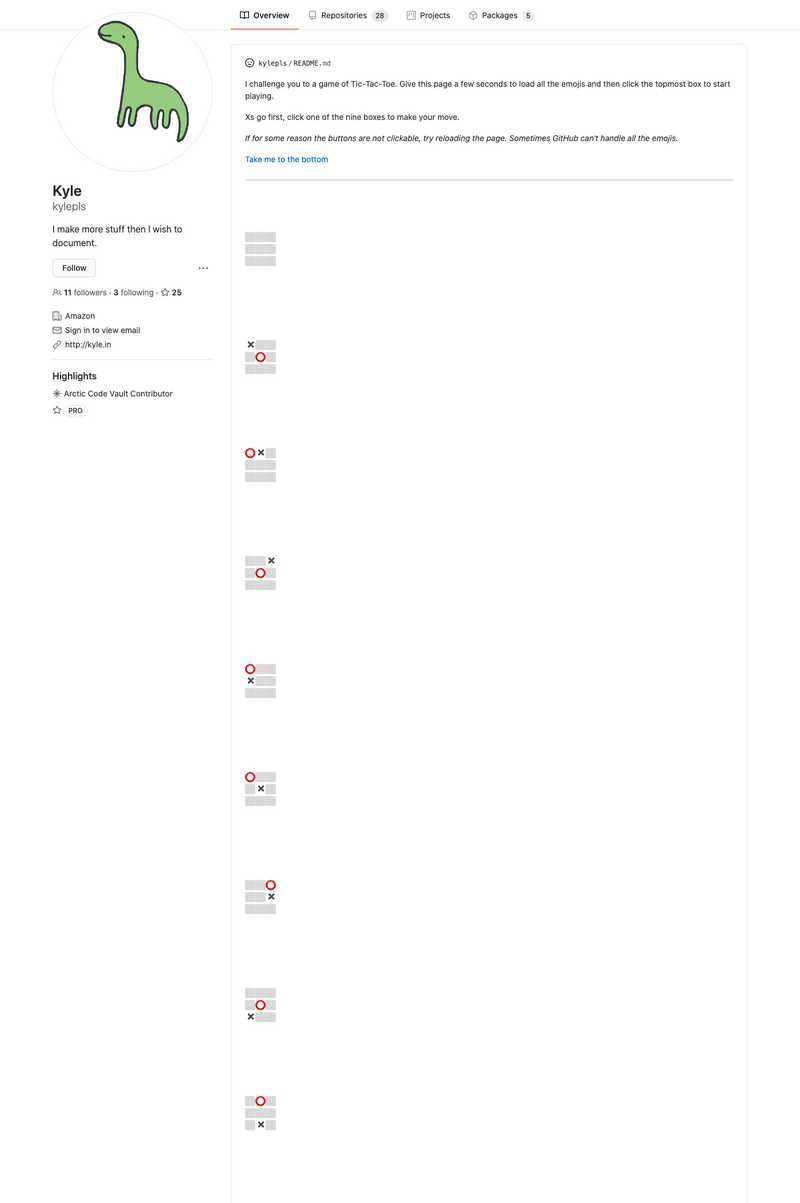 Overview Repositories 28 Projects Packages 5
kylepls / README.md
I challenge you to a game of Tic-Tac-Toe. Give this page a few seconds to load all the emojis and then click the topmost box to start
playing.
Xs go first, click one of the nine boxes to make your move.
If for some reason the buttons are not clickable, try reloading the page. Sometimes GitHub can't handle all the emojis.
Take me to the bottom
Kyle
kylepls
I make more stuff then I wish to
document.
Follow
11 followers · 3 following · 25
Amazon
Sign in to view email
http://kyle.in
Highlights
Arctic Code Vault Contributor
PRO